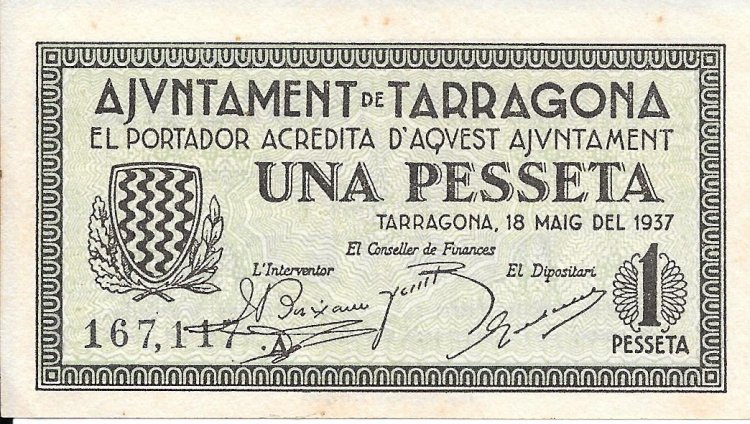 AJVNTAMENT DE TARRAGONA
EL PORTADOR ACREDITA D'AQVEST AJVNTAMENT
UNA PESSETA
TARRAGONA, 18 MAIG DEL 1937
El Conseller de Finances
L'Interventor
El Dipositari
167,117 A
1
PESSETA